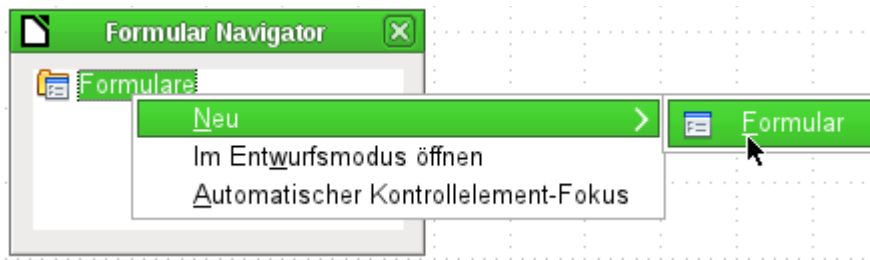 Formular Navigator
Formulare
Neu
Formular
Im Entwurfsmodus öffnen
Automatischer Kontrollelement-Fokus